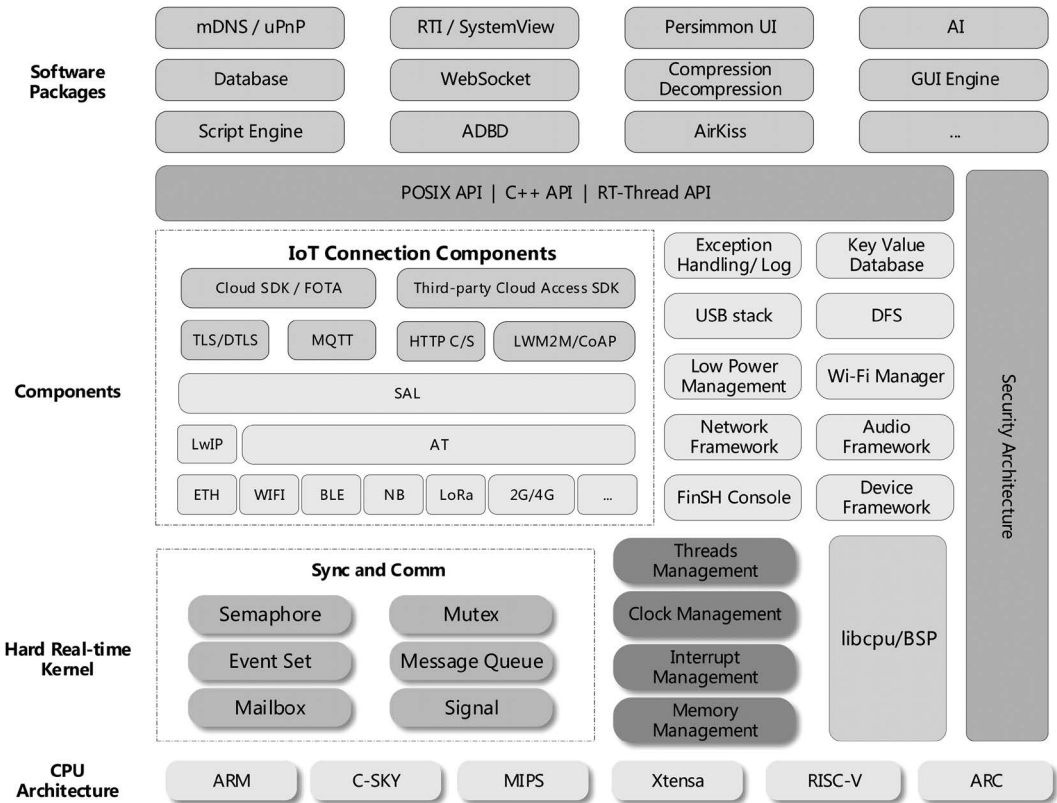 mDNS / uPnP
RTI / SystemView
Persimmon UI
AI
Software
Packages
Database
WebSocket
Compression
Decompression
GUI Engine
Script Engine
ADBD
AirKiss
...
POSIX API | C++ API | RT-Thread API
Components
IoT Connection Components
Cloud SDK / FOTA
Third-party Cloud Access SDK
TLS/DTLS
MQTT
HTTP C/S
LWM2M/CoAP
SAL
LwIP
AT
ETH
WIFI
BLE
NB
LoRa
2G/4G
...
Exception
Handling/ Log
Key Value
Database
USB stack
DFS
Low Power
Management
Wi-Fi Manager
Network
Framework
Audio
Framework
FinSH Console
Device
Framework
Security Architecture
Hard Real-time
Kernel
Sync and Comm
Semaphore
Mutex
Event Set
Message Queue
Mailbox
Signal
Threads
Management
Clock Management
Interrupt
Management
Memory
Management
libcpu/BSP
CPU
Architecture
ARM
C-SKY
MIPS
Xtensa
RISC-V
ARC